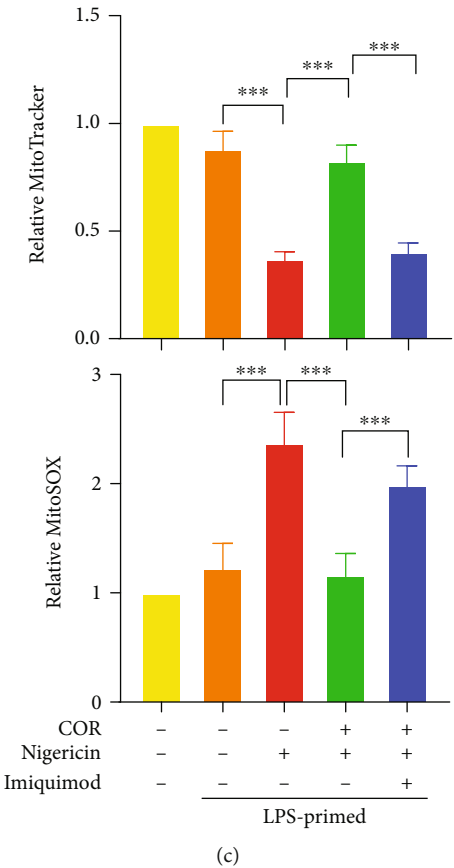 1.5
1.0
0.5
0.0
Relative MitoTracker
***
***
***
3
2
1
0
Relative MitoSOX
***
***
***
COR – – – + +
Nigericin – – + + +
Imiquimod – – – – +
LPS-primed
(c)